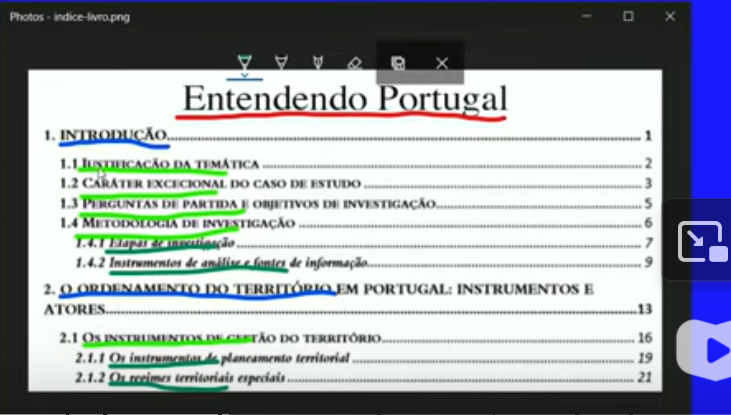 Photos - indice-livro.png
Entendendo Portugal
1. INTRODUÇÃO 1
1.1 JUSTIFICAÇÃO DA TEMÁTICA 2
1.2 CARÁTER EXCECIONAL DO CASO DE ESTUDO 3
1.3 PERGUNTAS DE PARTIDA E OBJETIVOS DE INVESTIGAÇÃO 5
1.4 METODOLOGIA DE INVESTIGAÇÃO 6
1.4.1 Etapas de investigação 7
1.4.2 Instrumentos de análise e fontes de informação 9
2. O ORDENAMENTO DO TERRITÓRIO EM PORTUGAL: INSTRUMENTOS E
ATORES 13
2.1 OS INSTRUMENTOS DE GESTÃO DO TERRITÓRIO 16
2.1.1 Os instrumentos de planeamento territorial 19
2.1.2 Os regimes territoriais especiais 21